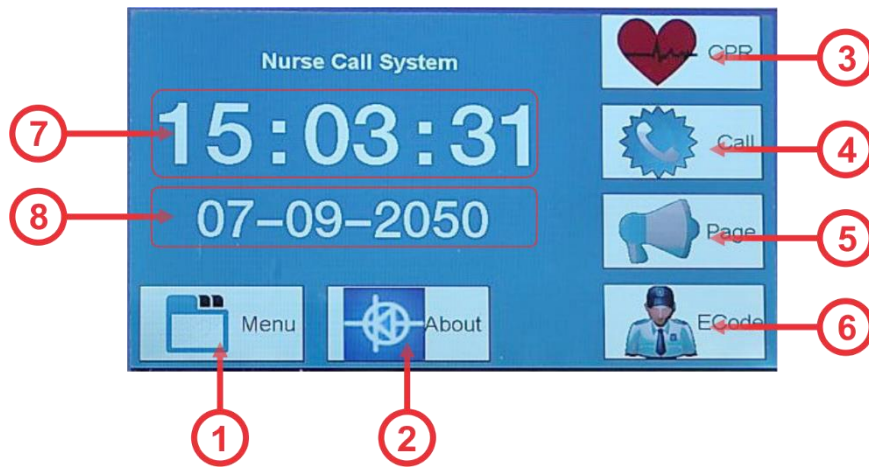 Nurse Call System
CPR
3
7
15:03:31
Call
4
8
07-09-2050
Page
5
Menu
About
ECode
6
1
2